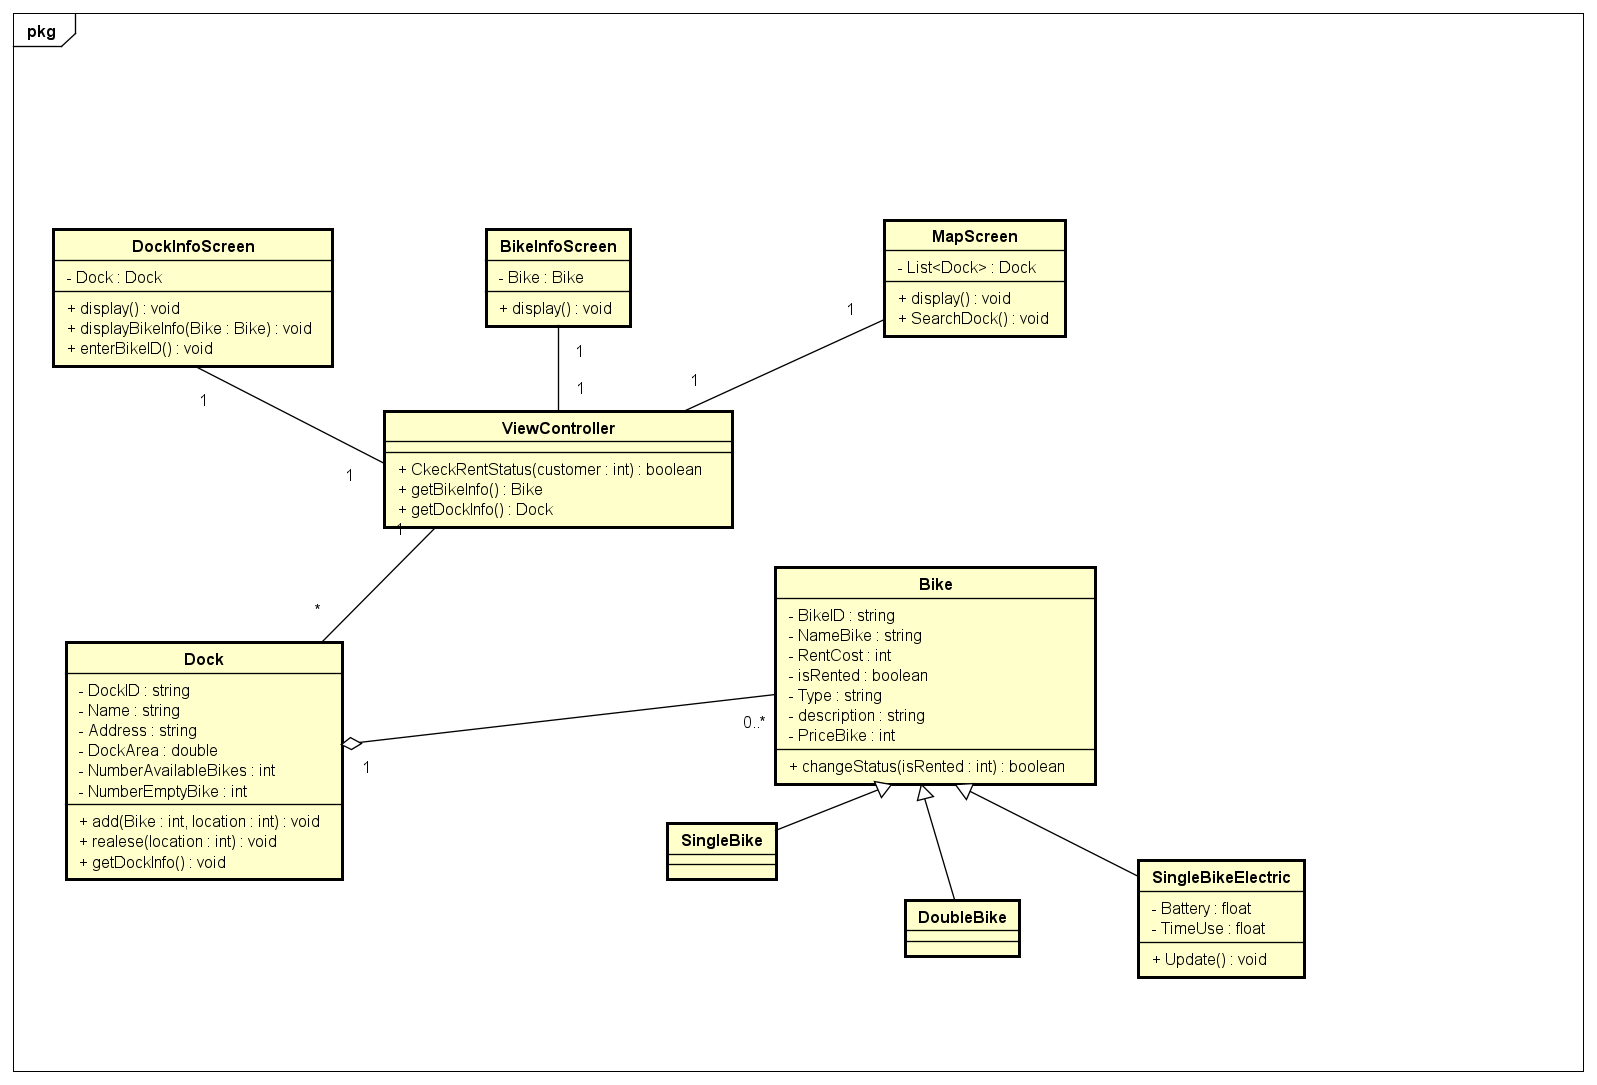 pkg
DockInfoScreen
- Dock : Dock
+ display() : void
+ displayBikeInfo(Bike : Bike) : void
+ enterBikeID() : void
BikeInfoScreen
- Bike : Bike
+ display() : void
MapScreen
- List<Dock> : Dock
+ display() : void
+ SearchDock() : void
1
1
1
1
1
1
ViewController
+ CkeckRentStatus(customer : int) : boolean
+ getBikeInfo() : Bike
+ getDockInfo() : Dock
1
*
Dock
- DockID : string
- Name : string
- Address : string
- DockArea : double
- NumberAvailableBikes : int
- NumberEmptyBike : int
+ add(Bike : int, location : int) : void
+ realese(location : int) : void
+ getDockInfo() : void
1
0..*
Bike
- BikeID : string
- NameBike : string
- RentCost : int
- isRented : boolean
- Type : string
- description : string
- PriceBike : int
+ changeStatus(isRented : int) : boolean
SingleBike
DoubleBike
SingleBikeElectric
- Battery : float
- TimeUse : float
+ Update() : void